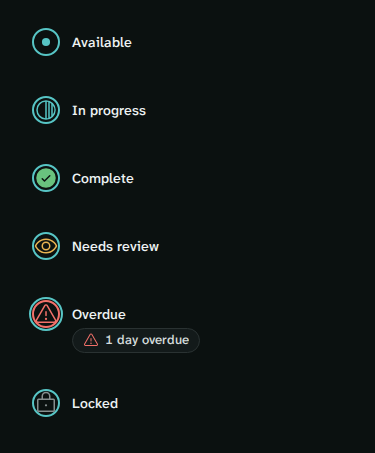 Available
In progress
Complete
Needs review
Overdue
1 day overdue
Locked